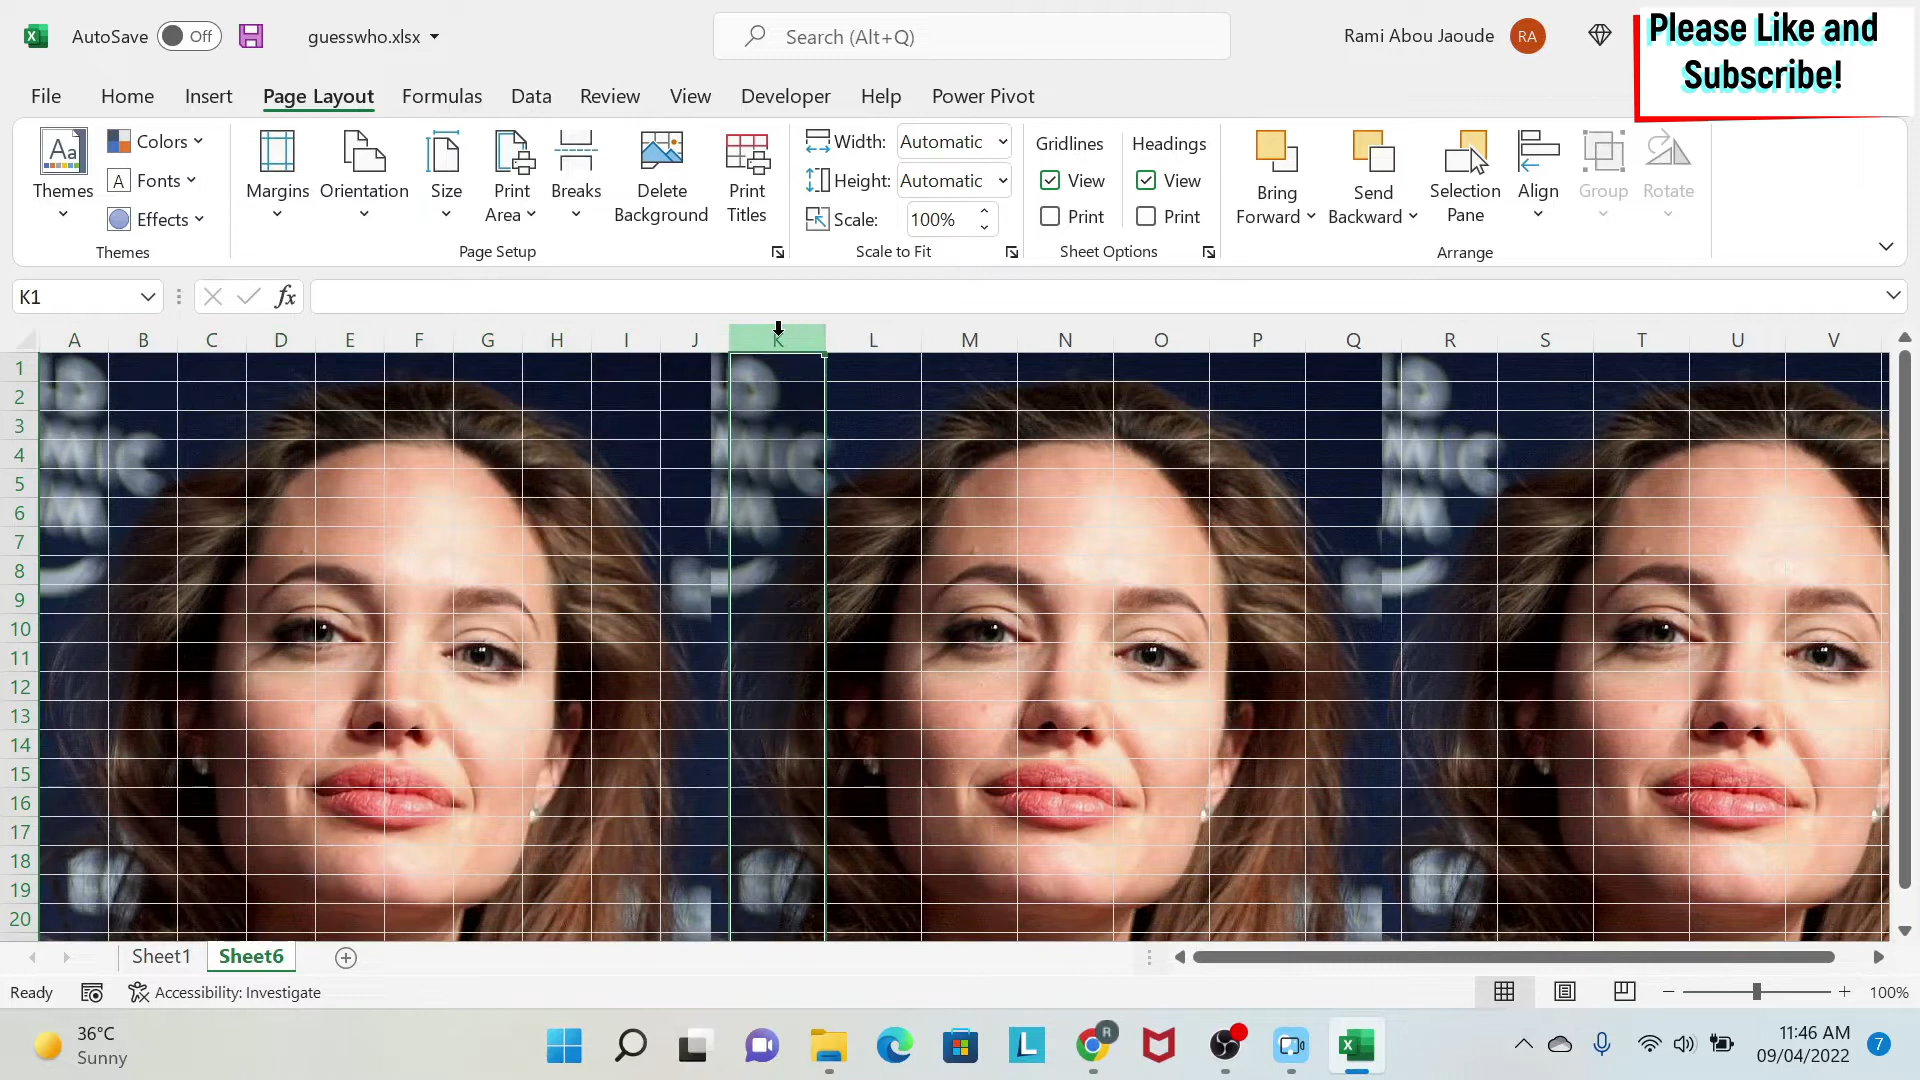 AutoSave Off guesswho.xlsx Search (Alt+Q) Rami Abou Jaoude RA
Please Like and
Subscribe!
File Home Insert Page Layout Formulas Data Review View Developer Help Power Pivot
Aa
Themes
Colors
A Fonts
Effects
Themes
Margins
Orientation
Size
Print
Area
Breaks
Delete
Background
Print
Titles
Page Setup
Width: Automatic
Height: Automatic
Scale: 100%
Scale to Fit
Gridlines
View
Print
Headings
View
Print
Sheet Options
Bring
Forward
Send
Backward
Selection
Pane
Align
Group
Rotate
Arrange
K1 fx
A B C D E F G H I J K L M N O P Q R S T U V
1
2
3
4
5
6
7
8
9
10
11
12
13
14
15
16
17
18
19
20
Sheet1 Sheet6
Ready Accessibility: Investigate 100%
36°C
Sunny
L
R
11:46 AM
09/04/2022
7